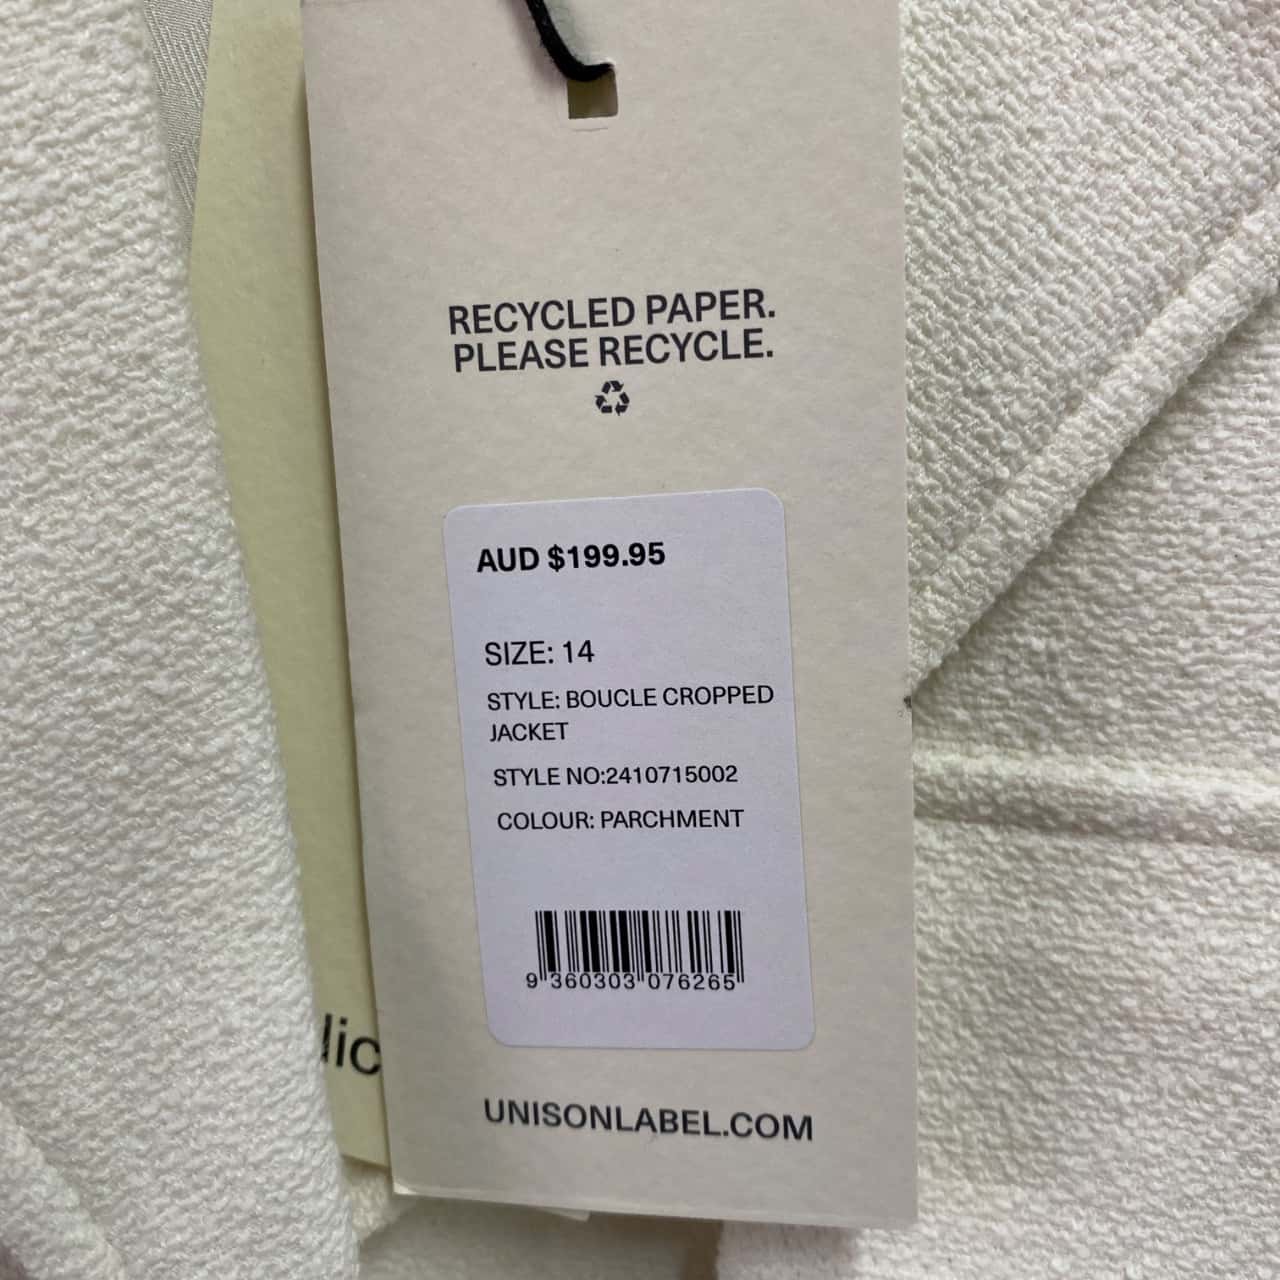 RECYCLED PAPER.
PLEASE RECYCLE.
AUD $199.95
SIZE: 14
STYLE: BOUCLE CROPPED
JACKET
STYLE NO:2410715002
COLOUR: PARCHMENT
9 360303 076265
lic
UNISONLABEL.COM